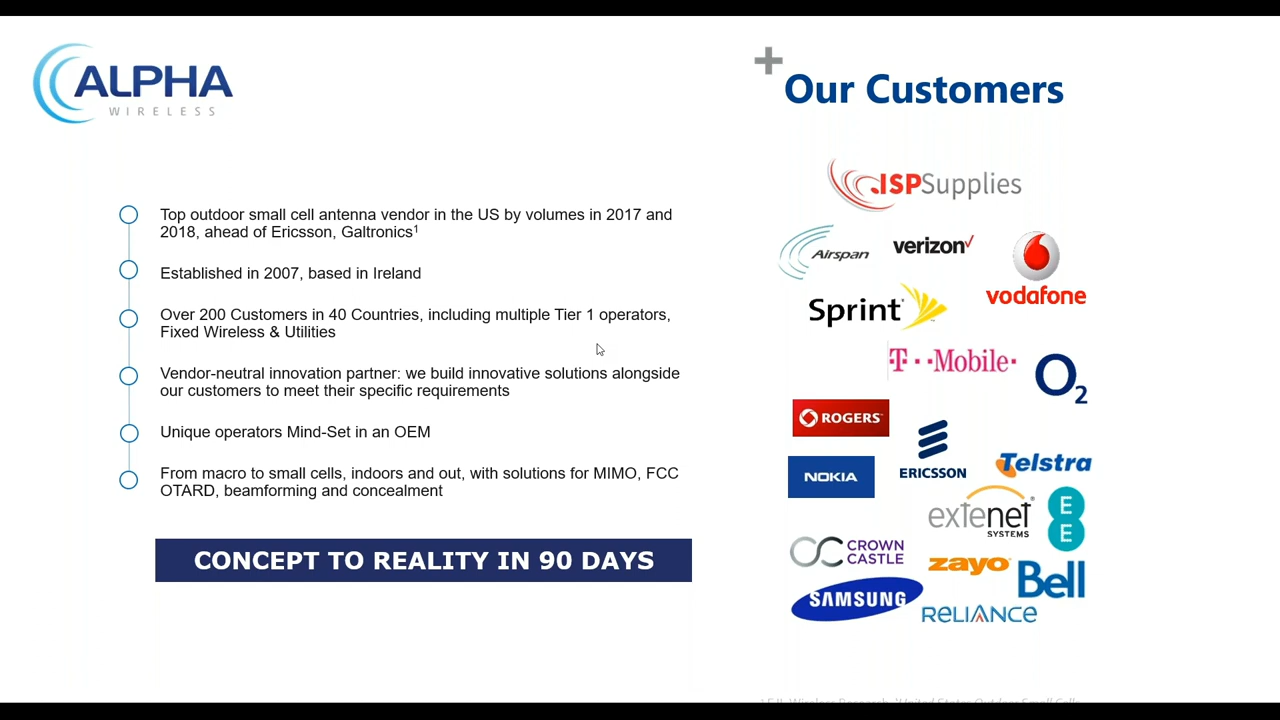 ALPHA
WIRELESS
Our Customers
Top outdoor small cell antenna vendor in the US by volumes in 2017 and
2018, ahead of Ericsson, Galtronics¹
Established in 2007, based in Ireland
Over 200 Customers in 40 Countries, including multiple Tier 1 operators,
Fixed Wireless & Utilities
Vendor-neutral innovation partner: we build innovative solutions alongside
our customers to meet their specific requirements
Unique operators Mind-Set in an OEM
From macro to small cells, indoors and out, with solutions for MIMO, FCC
OTARD, beamforming and concealment
CONCEPT TO REALITY IN 90 DAYS
ISPSupplies
Airspan
verizon
vodafone
Sprint
T··Mobile·
O2
ROGERS
ERICSSON
Telstra
NOKIA
extenet
SYSTEMS
EE
CROWN
CASTLE
zayo
Bell
SAMSUNG
RELIANCE